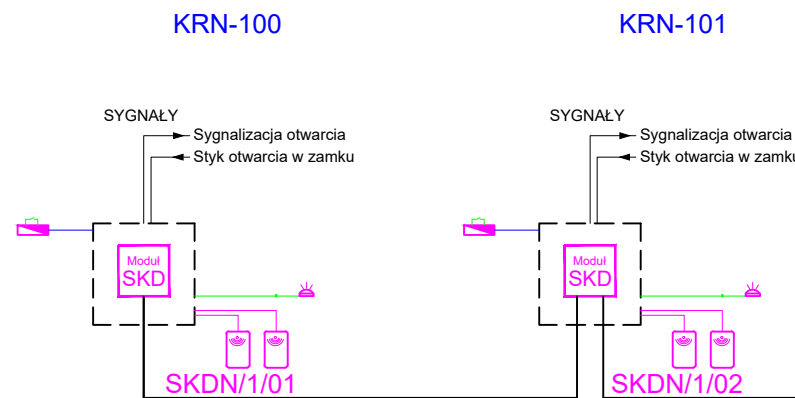 KRN-100
KRN-101
SYGNAŁY
Sygnalizacja otwarcia
Styk otwarcia w zamku
Moduł
SKD
SKDN/1/01
SYGNAŁY
Sygnalizacja otwarcia
Styk otwarcia w zamku
Moduł
SKD
SKDN/1/02